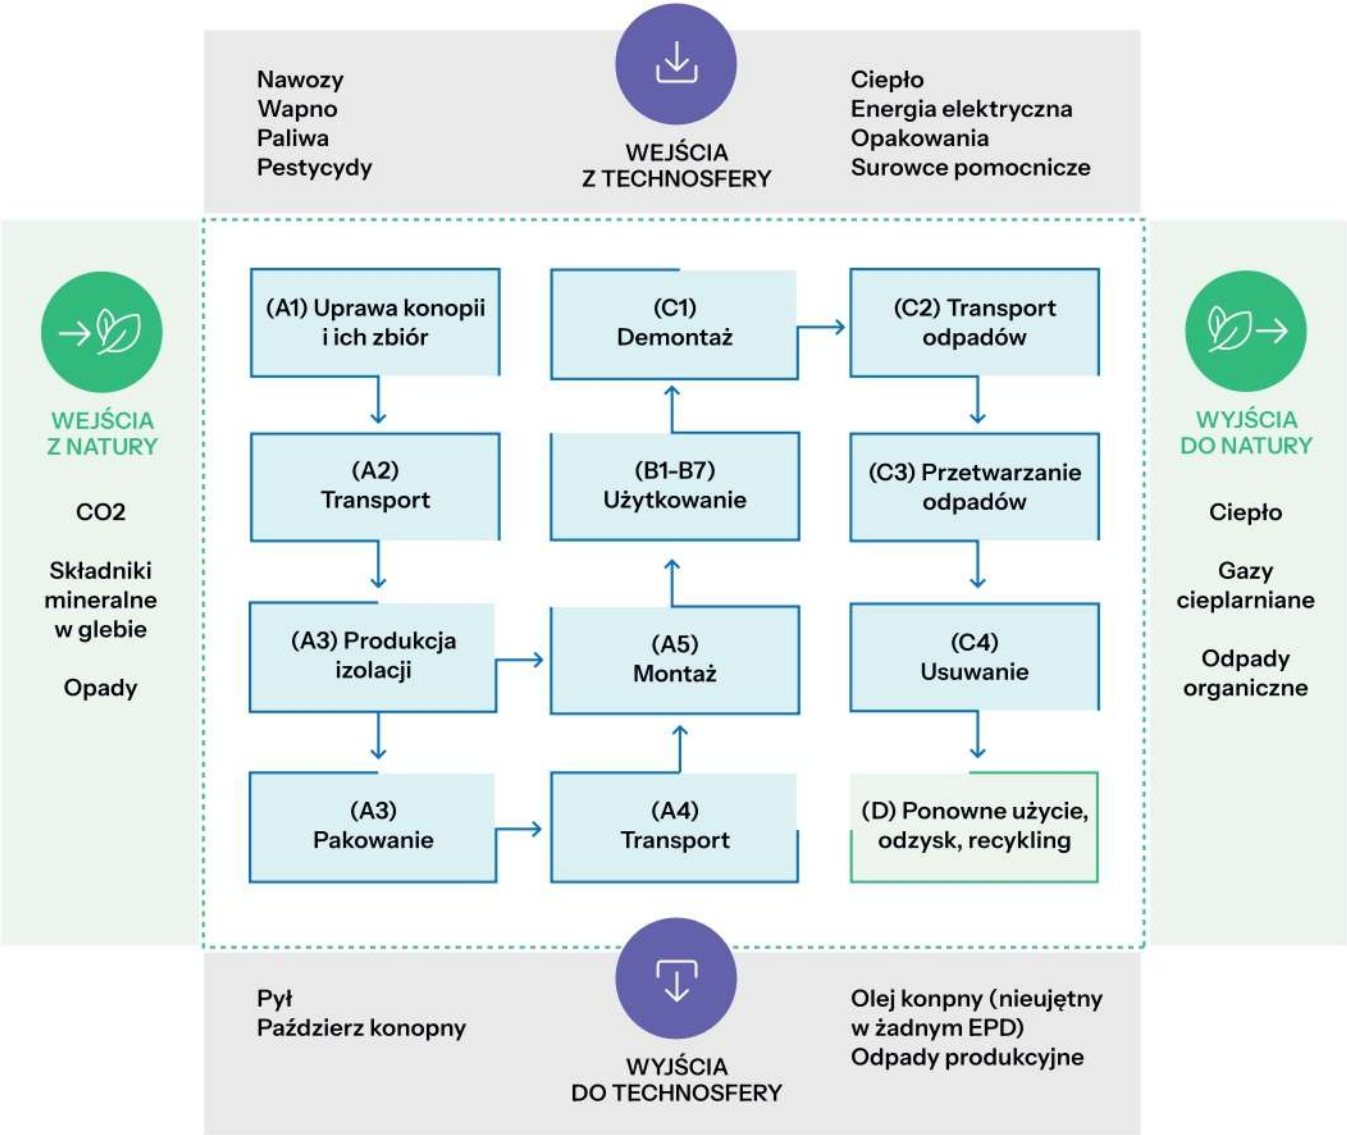 Nawozy
Wapno
Paliwa
Pestycydy
WEJŚCIA
Z TECHNOSFERY
Ciepło
Energia elektryczna
Opakowania
Surowce pomocnicze
WEJŚCIA
Z NATURY
CO2
Składniki
mineralne
w glebie
Opady
(A1) Uprawa konopii
i ich zbiór
(A2)
Transport
(A3) Produkcja
izolacji
(A3)
Pakowanie
(C1)
Demontaż
(B1-B7)
Użytkowanie
(A5)
Montaż
(A4)
Transport
(C2) Transport
odpadów
(C3) Przetwarzanie
odpadów
(C4)
Usuwanie
(D) Ponowne użycie,
odzysk, recykling
WYJŚCIA
DO NATURY
Ciepło
Gazy
cieplarniane
Odpady
organiczne
Pył
Paździerz konopny
WYJŚCIA
DO TECHNOSFERY
Olej konpny (nieujętny
w żadnym EPD)
Odpady produkcyjne